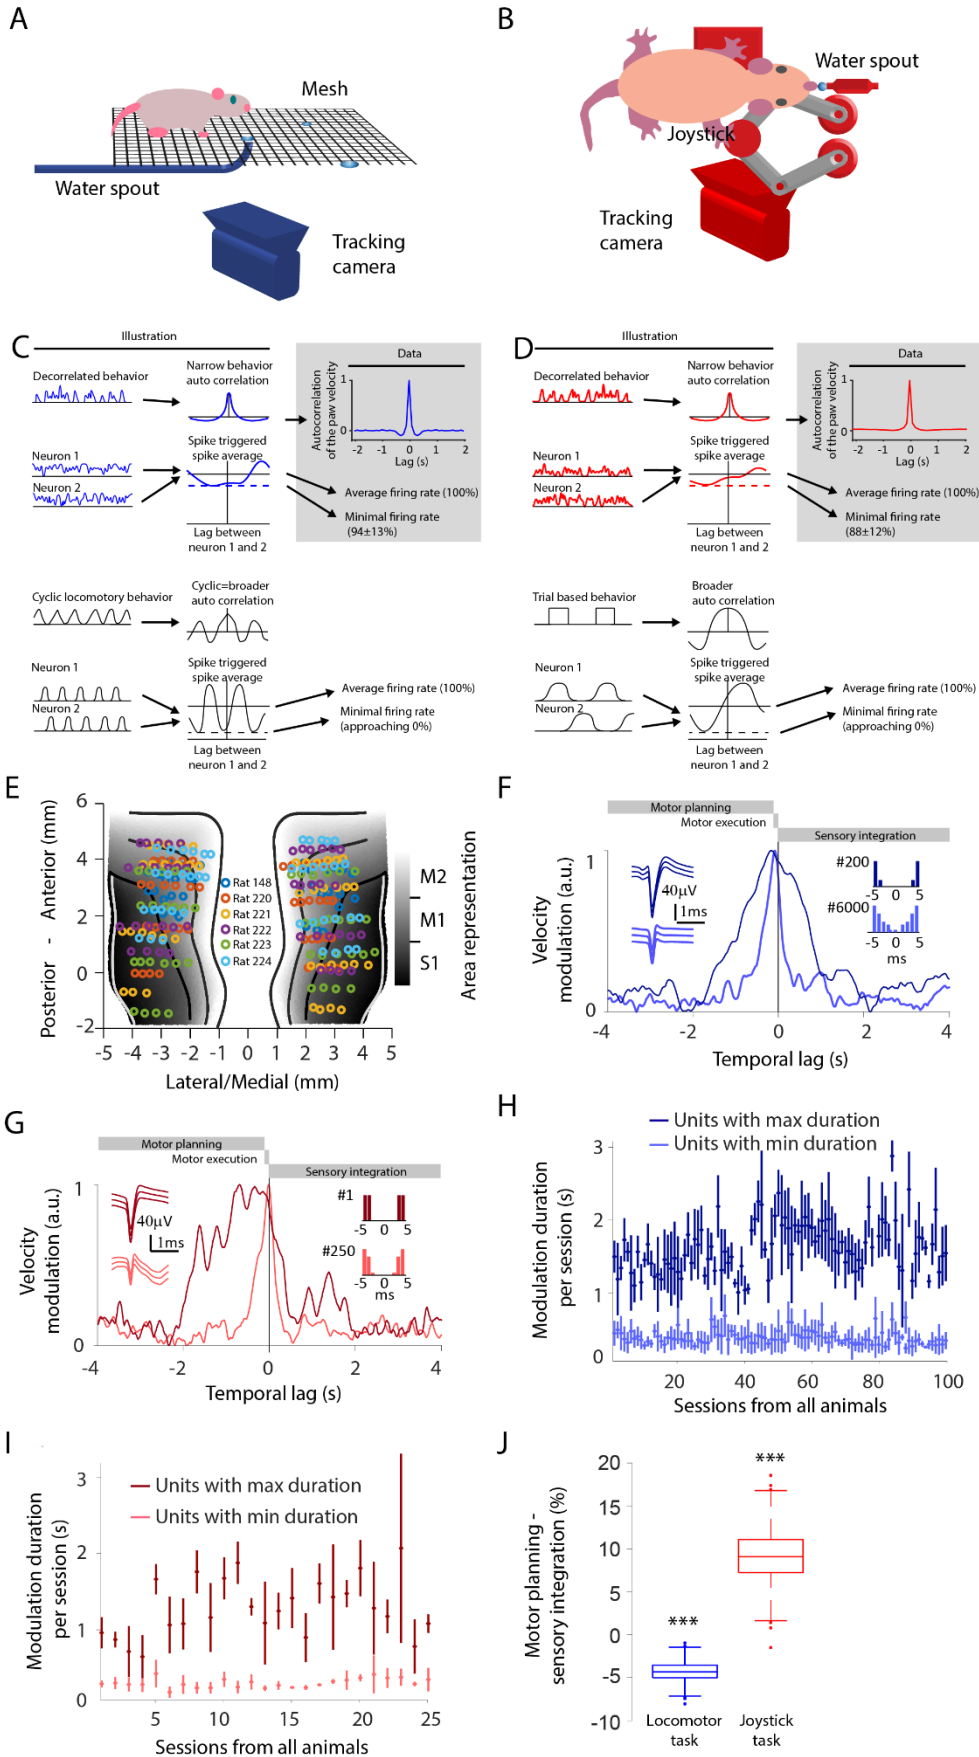 A
Mesh
Water spout
Tracking
camera
B
Water spout
Joystick
Tracking
camera
C
Illustration
Data
Decorrelated behavior
Narrow behavior
auto correlation
Autocorrelation
of the paw velocity
1
0
-2 -1 0 1 2
Lag (s)
Neuron 1
Neuron 2
Spike triggered
spike average
Average firing rate (100%)
Minimal firing rate
(94±13%)
Lag between
neuron 1 and 2
Cyclic locomotory behavior
Cyclic=broader
auto correlation
Neuron 1
Neuron 2
Spike triggered
spike average
Average firing rate (100%)
Minimal firing rate
(approaching 0%)
Lag between
neuron 1 and 2
D
Illustration
Data
Decorrelated behavior
Narrow behavior
auto correlation
Autocorrelation
of the paw velocity
1
0
-2 -1 0 1 2
Lag (s)
Neuron 1
Neuron 2
Spike triggered
spike average
Average firing rate (100%)
Minimal firing rate
(88±12%)
Lag between
neuron 1 and 2
Trial based behavior
Broader
auto correlation
Neuron 1
Neuron 2
Spike triggered
spike average
Average firing rate (100%)
Minimal firing rate
(approaching 0%)
Lag between
neuron 1 and 2
E
Posterior - Anterior (mm)
6
4
2
0
-2
-5 -4 -3 -2 -1 0 1 2 3 4 5
Lateral/Medial (mm)
Rat 148
Rat 220
Rat 221
Rat 222
Rat 223
Rat 224
M2
M1
S1
Area representation
F
Motor planning
Motor execution
Sensory integration
Velocity
modulation (a.u.)
1
0
40µV
1ms
#200
-5 0 5
#6000
-5 0 5
ms
-4 -2 0 2 4
Temporal lag (s)
G
Motor planning
Motor execution
Sensory integration
Velocity
modulation (a.u.)
1
0
40µV
1ms
#1
-5 0 5
#250
-5 0 5
ms
-4 -2 0 2 4
Temporal lag (s)
H
Units with max duration
Units with min duration
Modulation duration
per session (s)
3
2
1
0
20 40 60 80 100
Sessions from all animals
I
Units with max duration
Units with min duration
Modulation duration
per session (s)
3
2
1
0
5 10 15 20 25
Sessions from all animals
J
Motor planning -
sensory integration (%)
20
15
10
5
0
-5
-10
***
***
Locomotor
task
Joystick
task